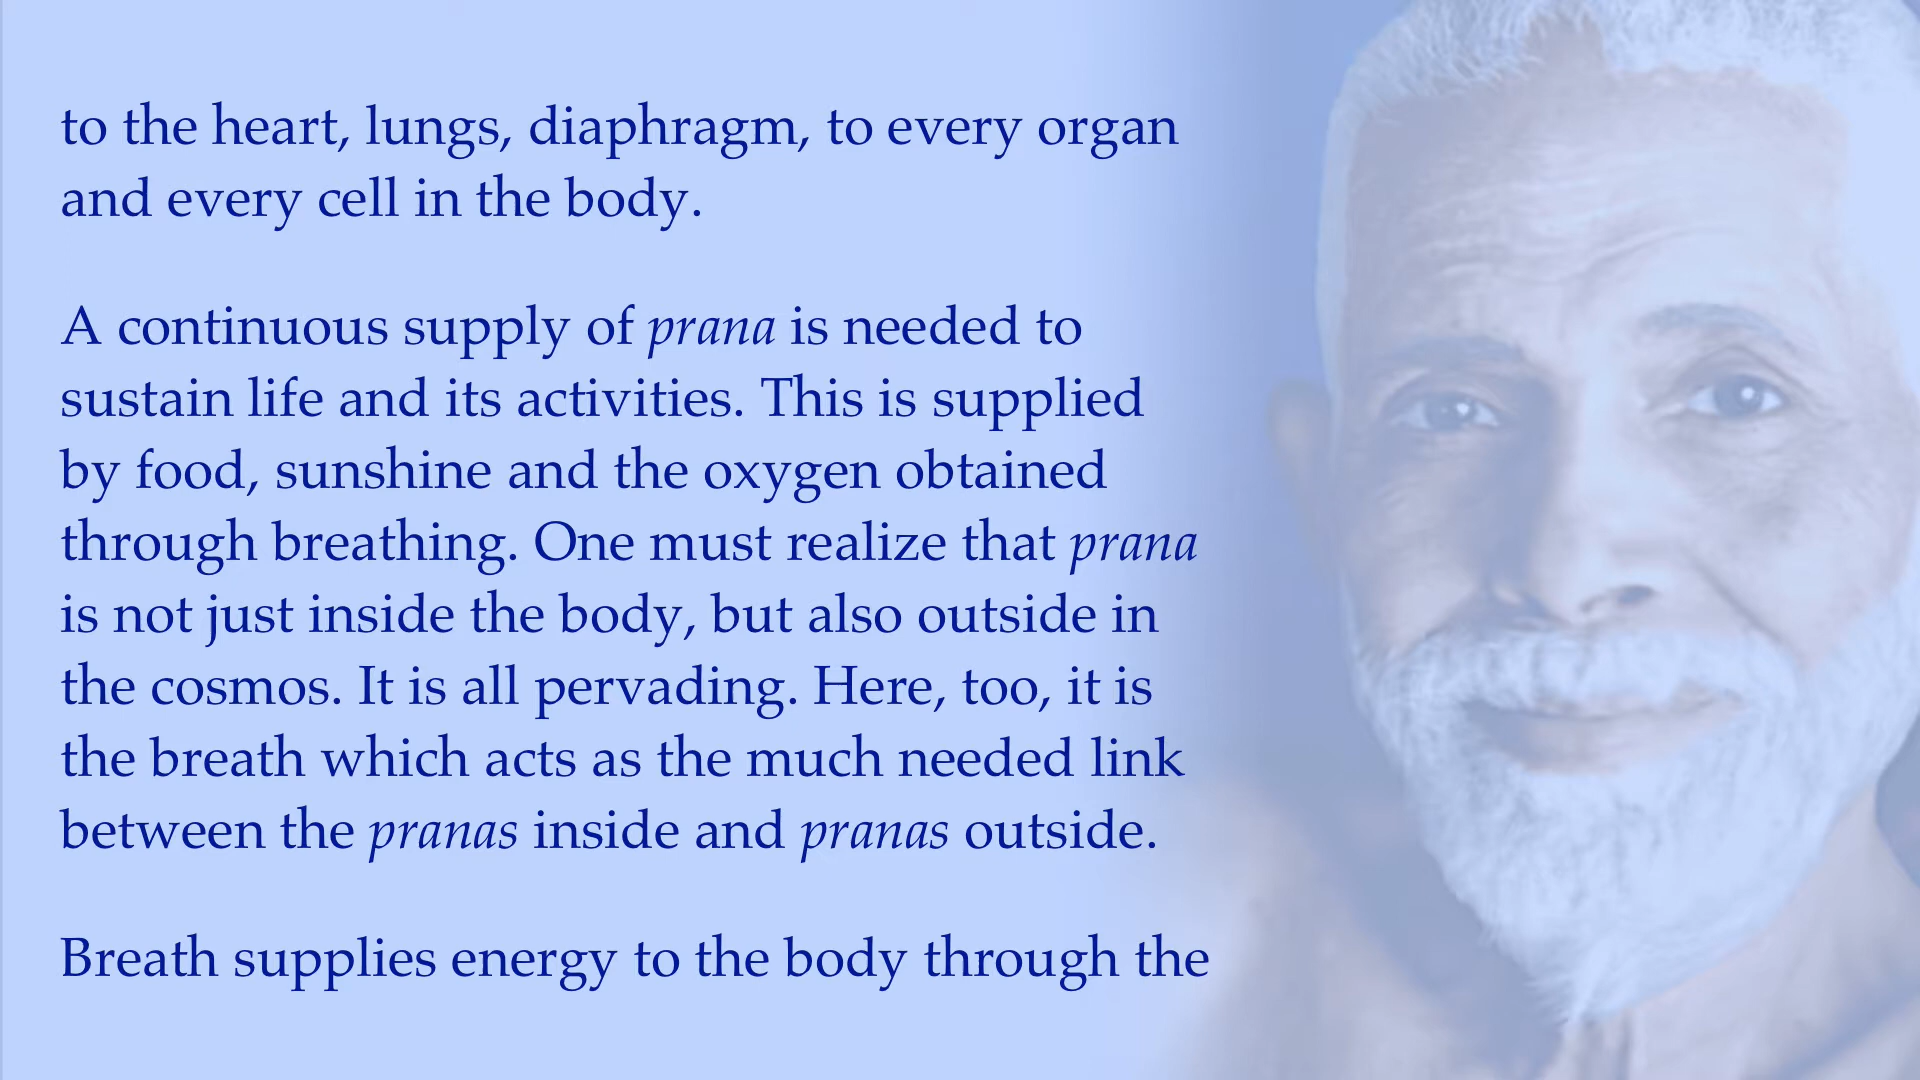 to the heart, lungs, diaphragm, to every organ
and every cell in the body.
A continuous supply of prana is needed to
sustain life and its activities. This is supplied
by food, sunshine and the oxygen obtained
through breathing. One must realize that prana
is not just inside the body, but also outside in
the cosmos. It is all pervading. Here, too, it is
the breath which acts as the much needed link
between the pranas inside and pranas outside.
Breath supplies energy to the body through the